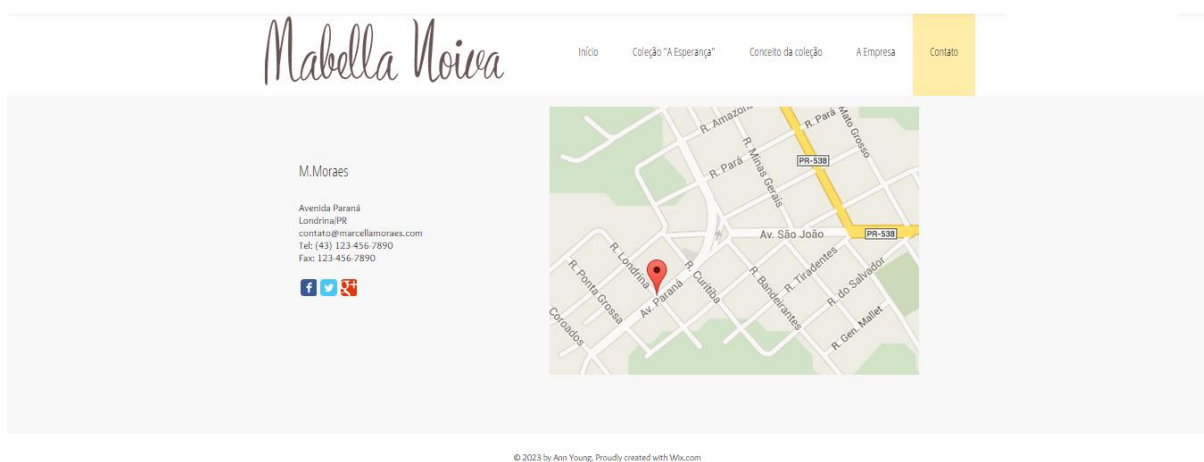 Mabella Noiva
Início Coleção "A Esperança" Conceito da coleção A Empresa Contato
M.Moraes
Avenida Paraná
Londrina/PR
contato@marcellamoraes.com
Tel: (43) 123-456-7890
Fax: 123-456-7890
R. Amazona
R. Pará
Mato Grosso
R. Minas Gerais
R. Pará
PR-538
Av. São João
PR-538
R. Londrina
R. Curitiba
R. Tiradentes
R. Ponta Grossa
Av. Paraná
R. Bandeirantes
R. do Salvador
Coroados
R. Gen. Mallet
© 2023 by Ann Young. Proudly created with Wix.com